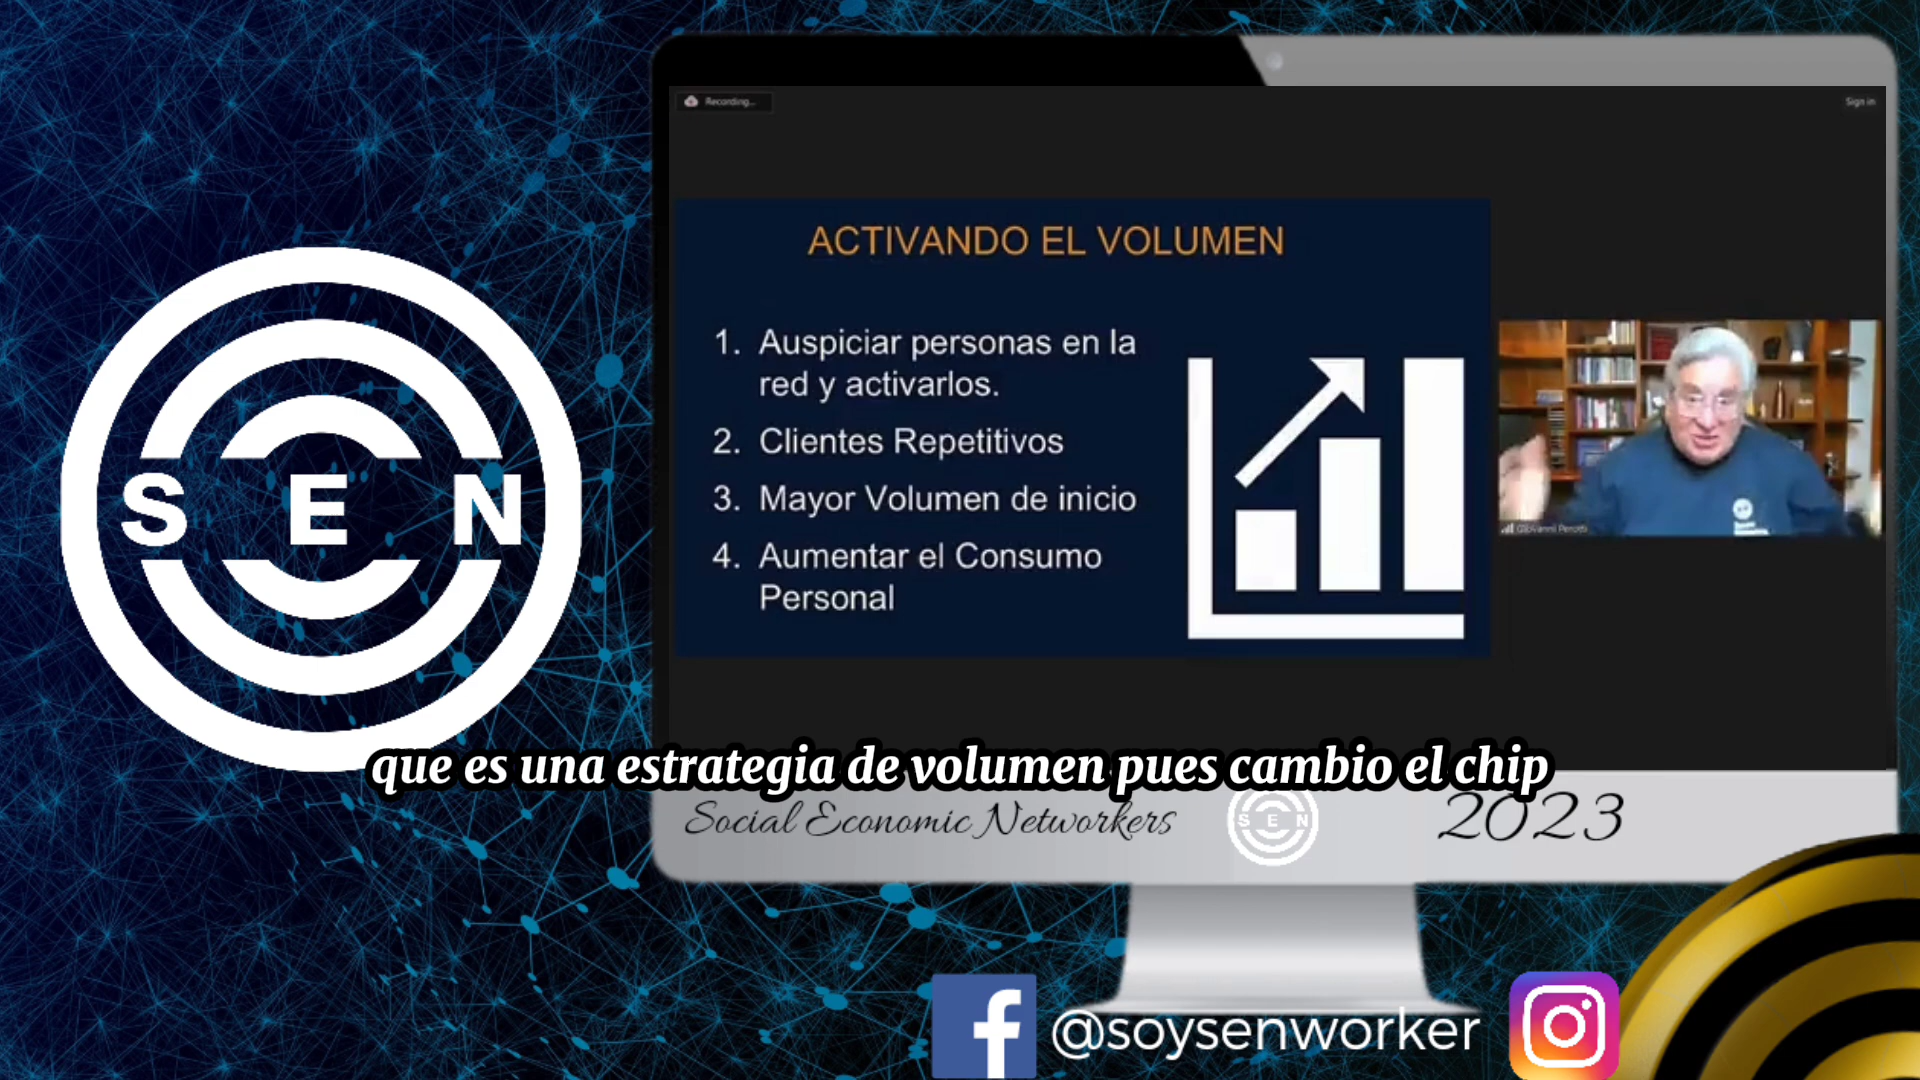 Recording...
Sign in
ACTIVANDO EL VOLUMEN
1. Auspiciar personas en la
red y activarlos.
2. Clientes Repetitivos
3. Mayor Volumen de inicio
4. Aumentar el Consumo
Personal
Giovanni Perotti
S E N
que es una estrategia de volumen pues cambio el chip
Social Economic Networkers
S E N
2023
@soysenworker